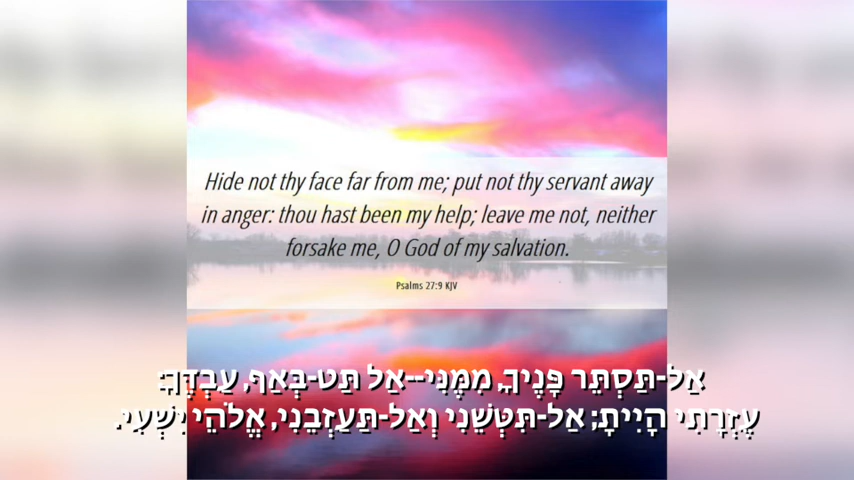 Hide not thy face far from me; put not thy servant away
in anger: thou hast been my help; leave me not, neither
forsake me, O God of my salvation.
Psalms 27:9 KJV
אַל-תַּסְתֵּר פָּנֶיךָ, מִמֶּנִּי--אַל תַּט-בְּאַף, עַבְדֶּךָ:
עֶזְרָתִי הָיִיתָ; אַל-תִּטְּשֵׁנִי וְאַל-תַּעַזְבֵנִי, אֱלֹהֵי יִשְׁעִי.